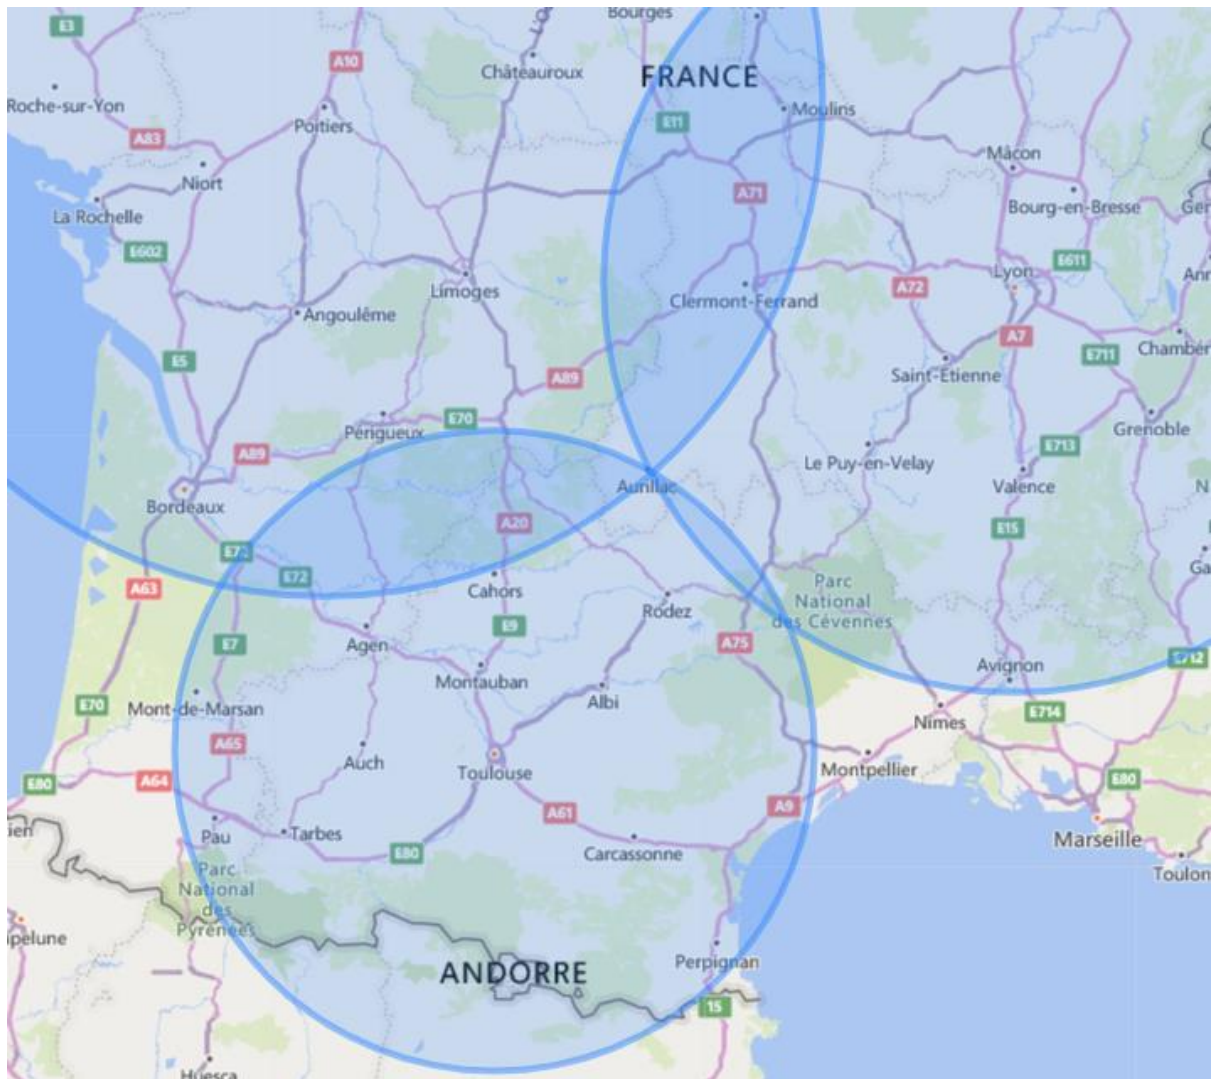 Bourges
E3
A10
Châteauroux
FRANCE
Roche-sur-Yon
E11
Moulins
Poitiers
A83
Mâcon
Niort
A71
Bourg-en-Bresse
La Rochelle
E602
E611
Lyon
Limoges
Clermont-Ferrand
A72
Angoulême
A7
E5
E711
Saint-Etienne
A89
Périgueux
E70
Grenoble
E713
A89
Le Puy-en-Velay
Aurillac
Valence
Bordeaux
A20
E15
E72
E72
A63
Cahors
Parc
National
des Cévennes
Rodez
E7
E9
A75
Agen
E712
Avignon
Montauban
Albi
E70
Mont-de-Marsan
E714
Nîmes
A65
Auch
Toulouse
Montpellier
E80
A64
E80
A61
A9
Pau
Tarbes
Marseille
E80
Carcassonne
Parc
National
des
Pyrénées
Toulon
Perpignan
ANDORRE
15
Huesca